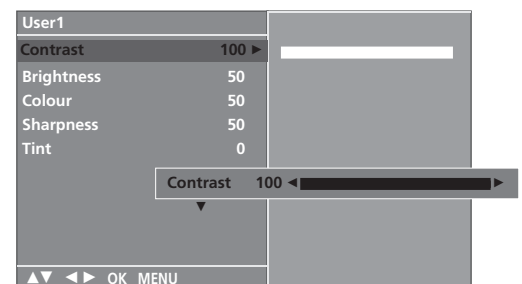 User1
Contrast 100 ►
Brightness 50
Colour 50
Sharpness 50
Tint 0
Contrast 100 ◄ ►
▼
▲▼ ◄► OK MENU